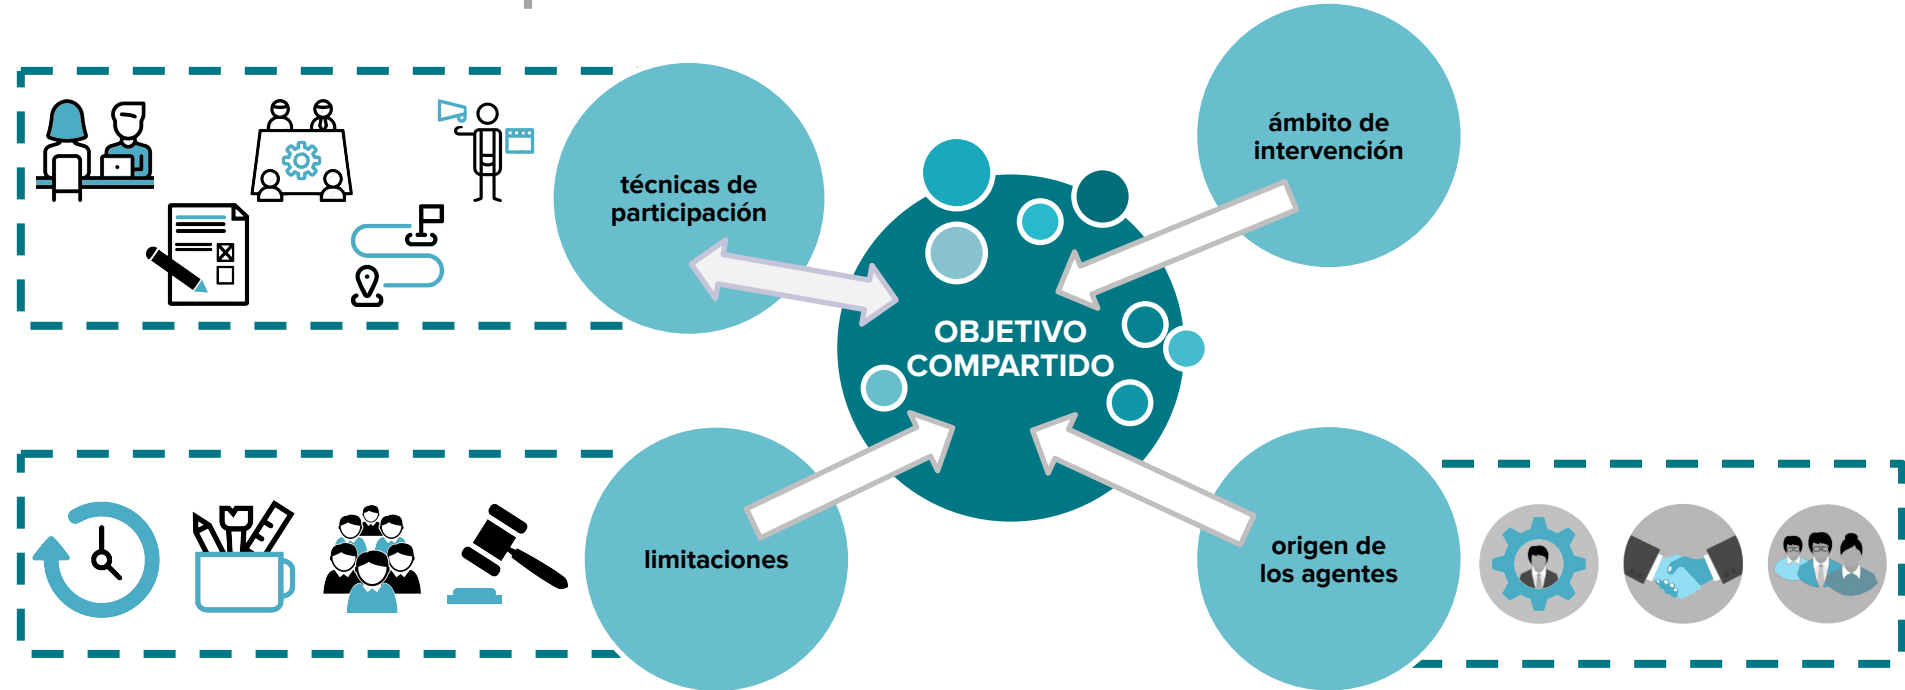 técnicas de
participación
ámbito de
intervención
OBJETIVO
COMPARTIDO
limitaciones
origen de
los agentes